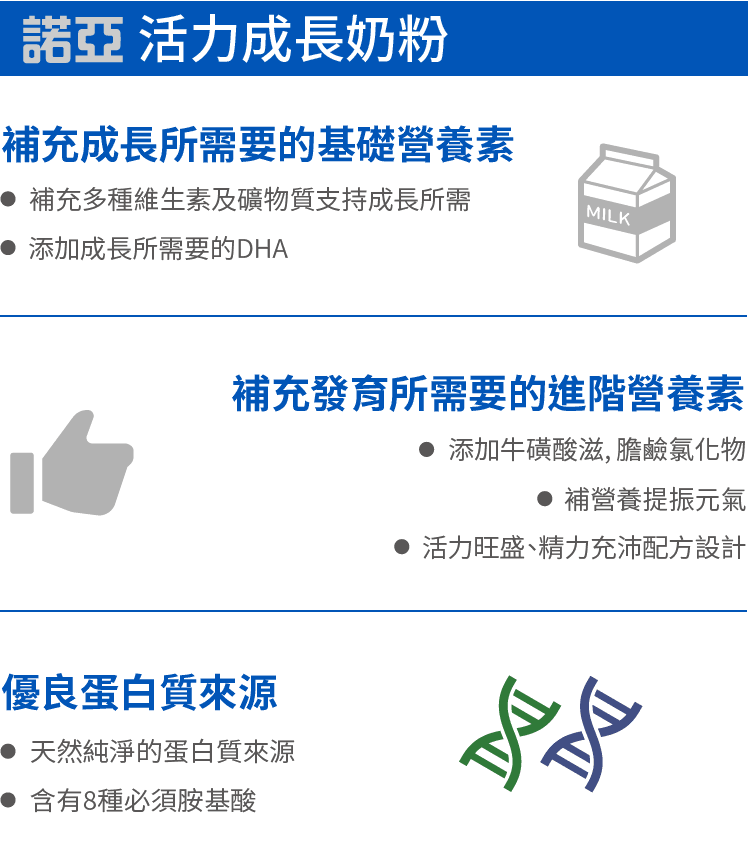 諾亞 活力成長奶粉
補充成長所需要的基礎營養素
● 補充多種維生素及礦物質支持成長所需
● 添加成長所需要的DHA
MILK
補充發育所需要的進階營養素
● 添加牛磺酸滋, 膽鹼氯化物
● 補營養提振元氣
● 活力旺盛、精力充沛配方設計
優良蛋白質來源
● 天然純淨的蛋白質來源
● 含有8種必須胺基酸